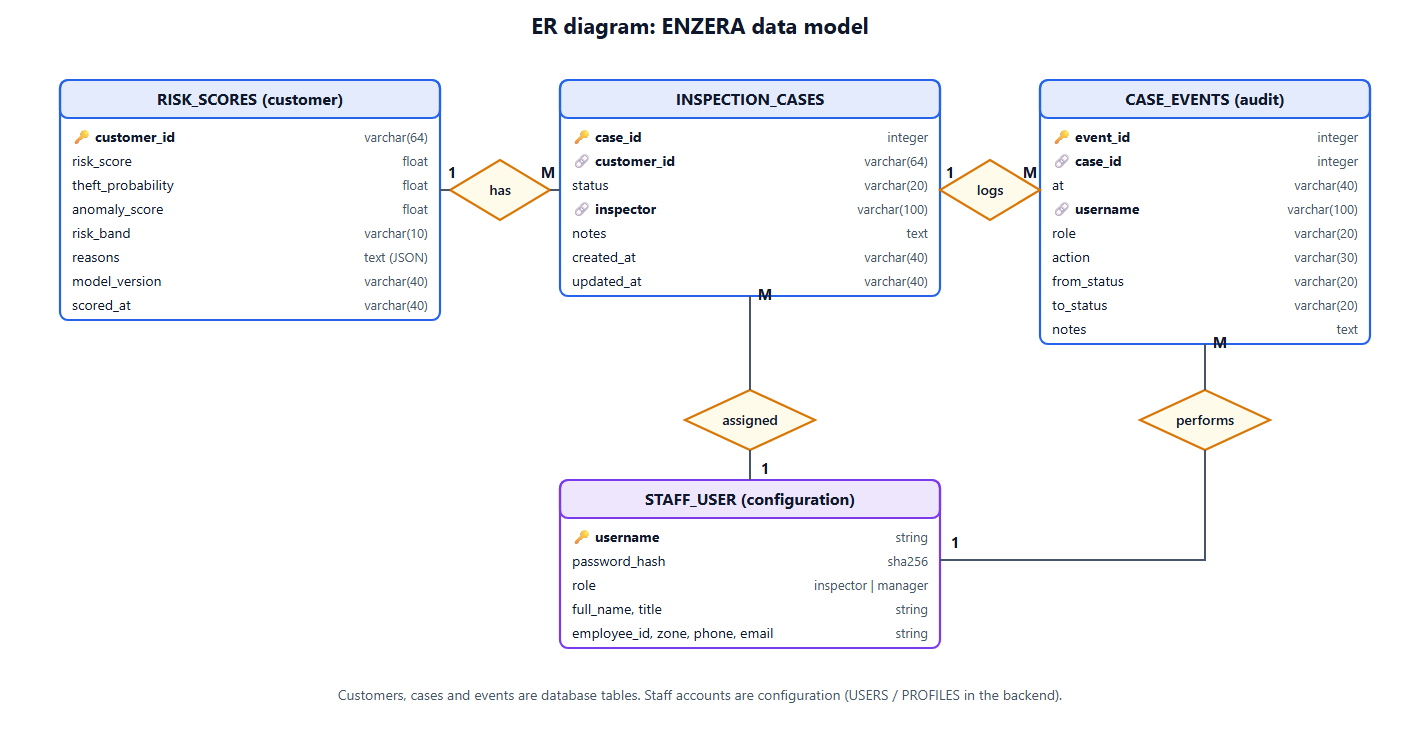 ER diagram: ENZERA data model
RISK_SCORES (customer)
customer_id varchar(64)
risk_score float
theft_probability float
anomaly_score float
risk_band varchar(10)
reasons text (JSON)
model_version varchar(40)
scored_at varchar(40)
1
has
M
INSPECTION_CASES
case_id integer
customer_id varchar(64)
status varchar(20)
inspector varchar(100)
notes text
created_at varchar(40)
updated_at varchar(40)
1
logs
M
CASE_EVENTS (audit)
event_id integer
case_id integer
at varchar(40)
username varchar(100)
role varchar(20)
action varchar(30)
from_status varchar(20)
to_status varchar(20)
notes text
M
assigned
1
M
performs
1
STAFF_USER (configuration)
username string
password_hash sha256
role inspector | manager
full_name, title string
employee_id, zone, phone, email string
Customers, cases and events are database tables. Staff accounts are configuration (USERS / PROFILES in the backend).